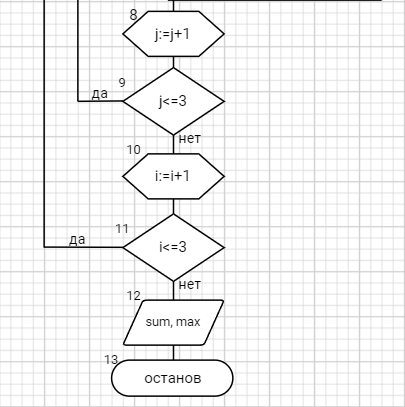 8
j:=j+1
9
да
j<=3
нет
10
i:=i+1
11
да
i<=3
нет
12
sum, max
13
останов